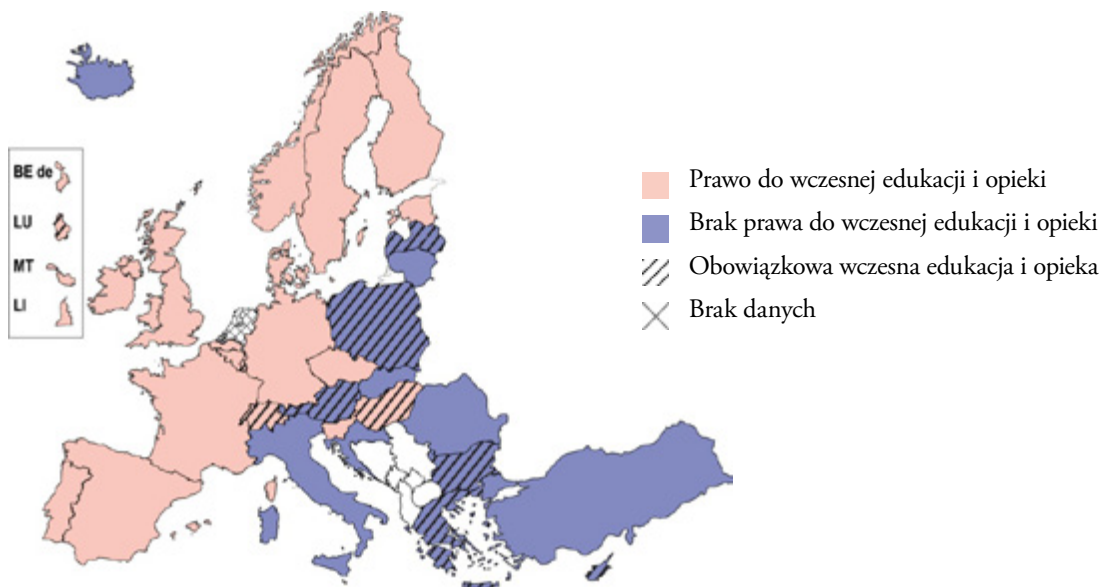 BE de
LU
MT
LI
Prawo do wczesnej edukacji i opieki
Brak prawa do wczesnej edukacji i opieki
Obowiązkowa wczesna edukacja i opieka
Brak danych